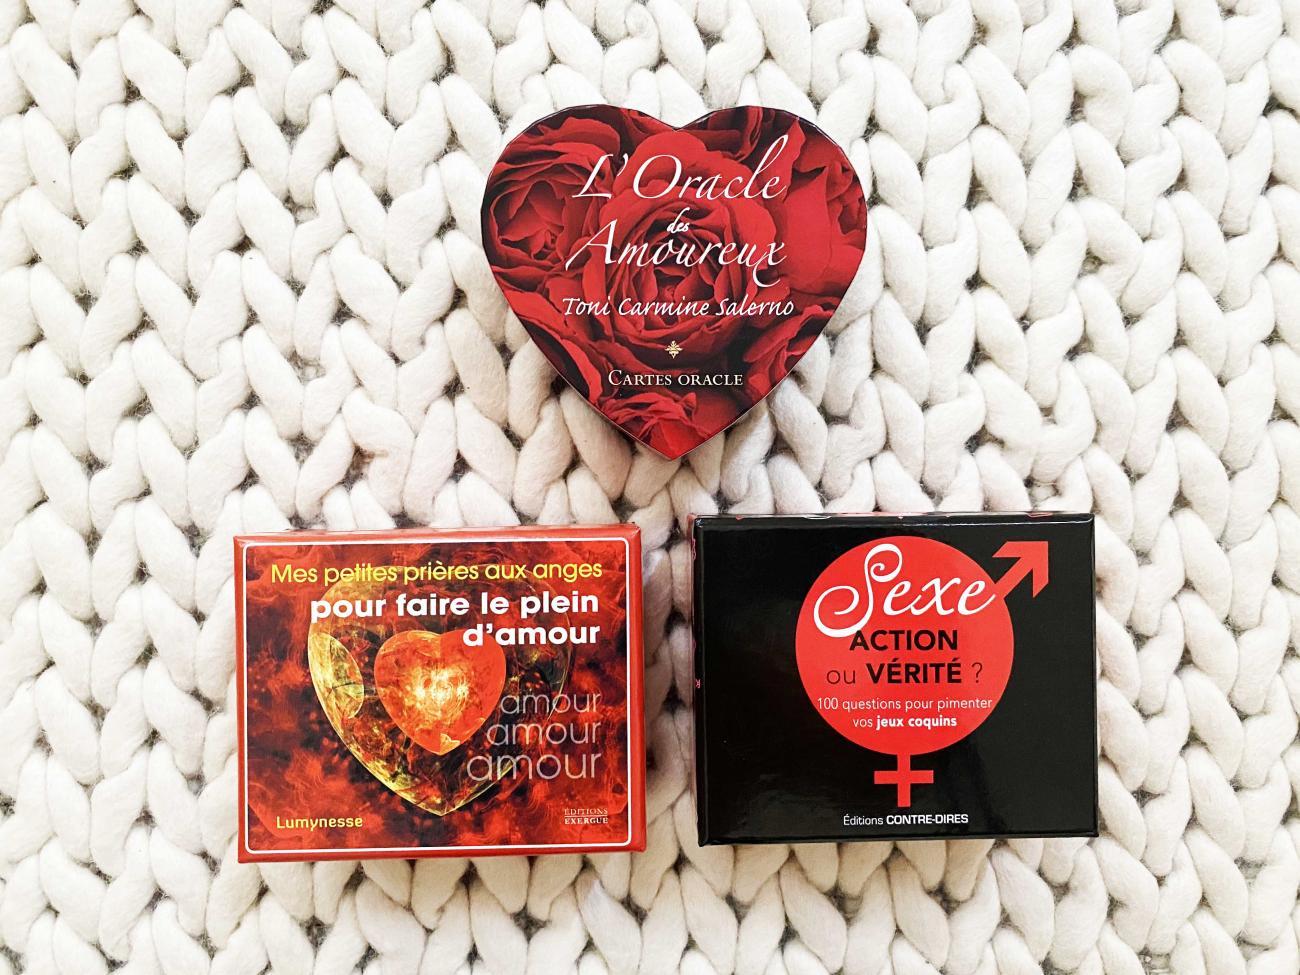 L'Oracle
des
Amoureux
Toni Carmine Salerno
CARTES ORACLE
Mes petites prières aux anges
pour faire le plein
d'amour
amour
amour
amour
Lumynesse
ÉDITIONS
EXERGUE
Sexe
ACTION
OU VÉRITÉ ?
100 questions pour pimenter
vos jeux coquins
Éditions CONTRE-DIRES